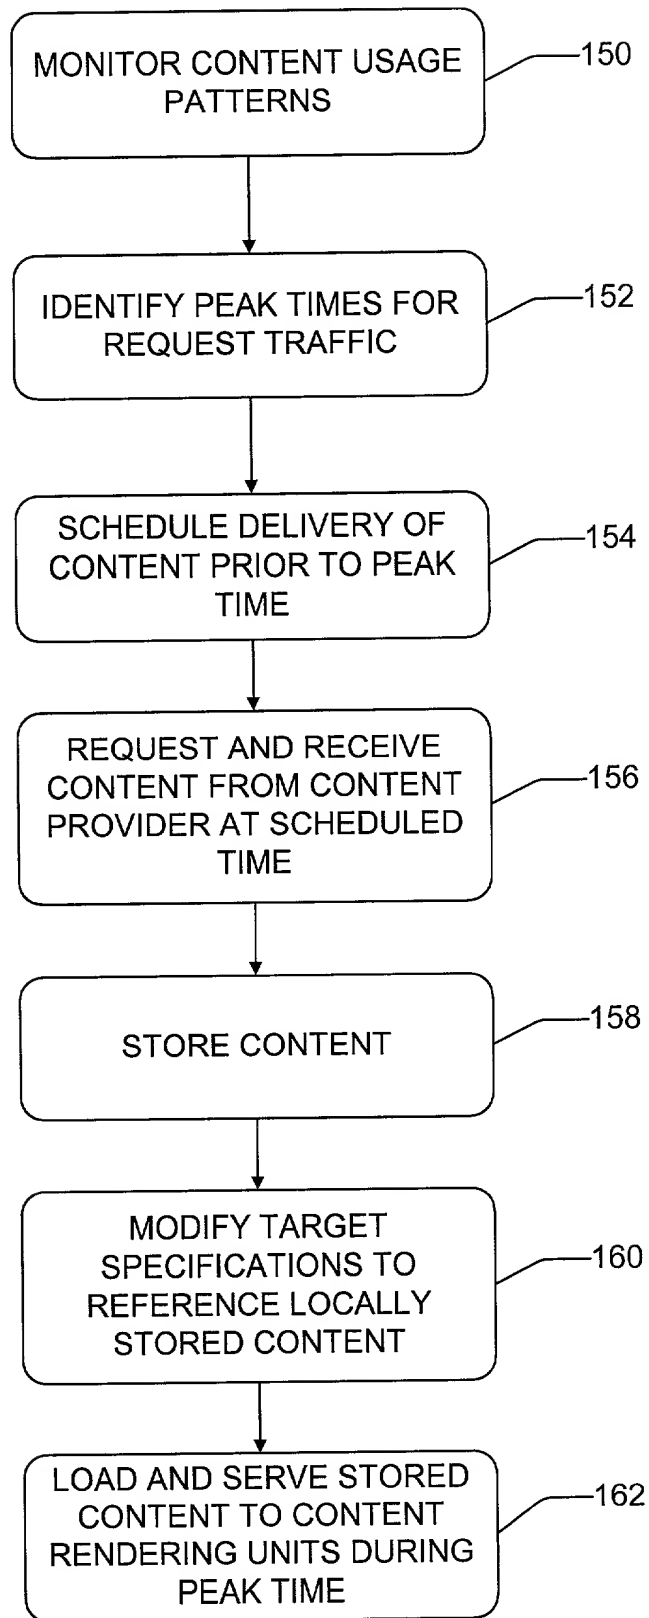 MONITOR CONTENT USAGE
PATTERNS
150
IDENTIFY PEAK TIMES FOR
REQUEST TRAFFIC
152
SCHEDULE DELIVERY OF
CONTENT PRIOR TO PEAK
TIME
154
REQUEST AND RECEIVE
CONTENT FROM CONTENT
PROVIDER AT SCHEDULED
TIME
156
STORE CONTENT
158
MODIFY TARGET
SPECIFICATIONS TO
REFERENCE LOCALLY
STORED CONTENT
160
LOAD AND SERVE STORED
CONTENT TO CONTENT
RENDERING UNITS DURING
PEAK TIME
162